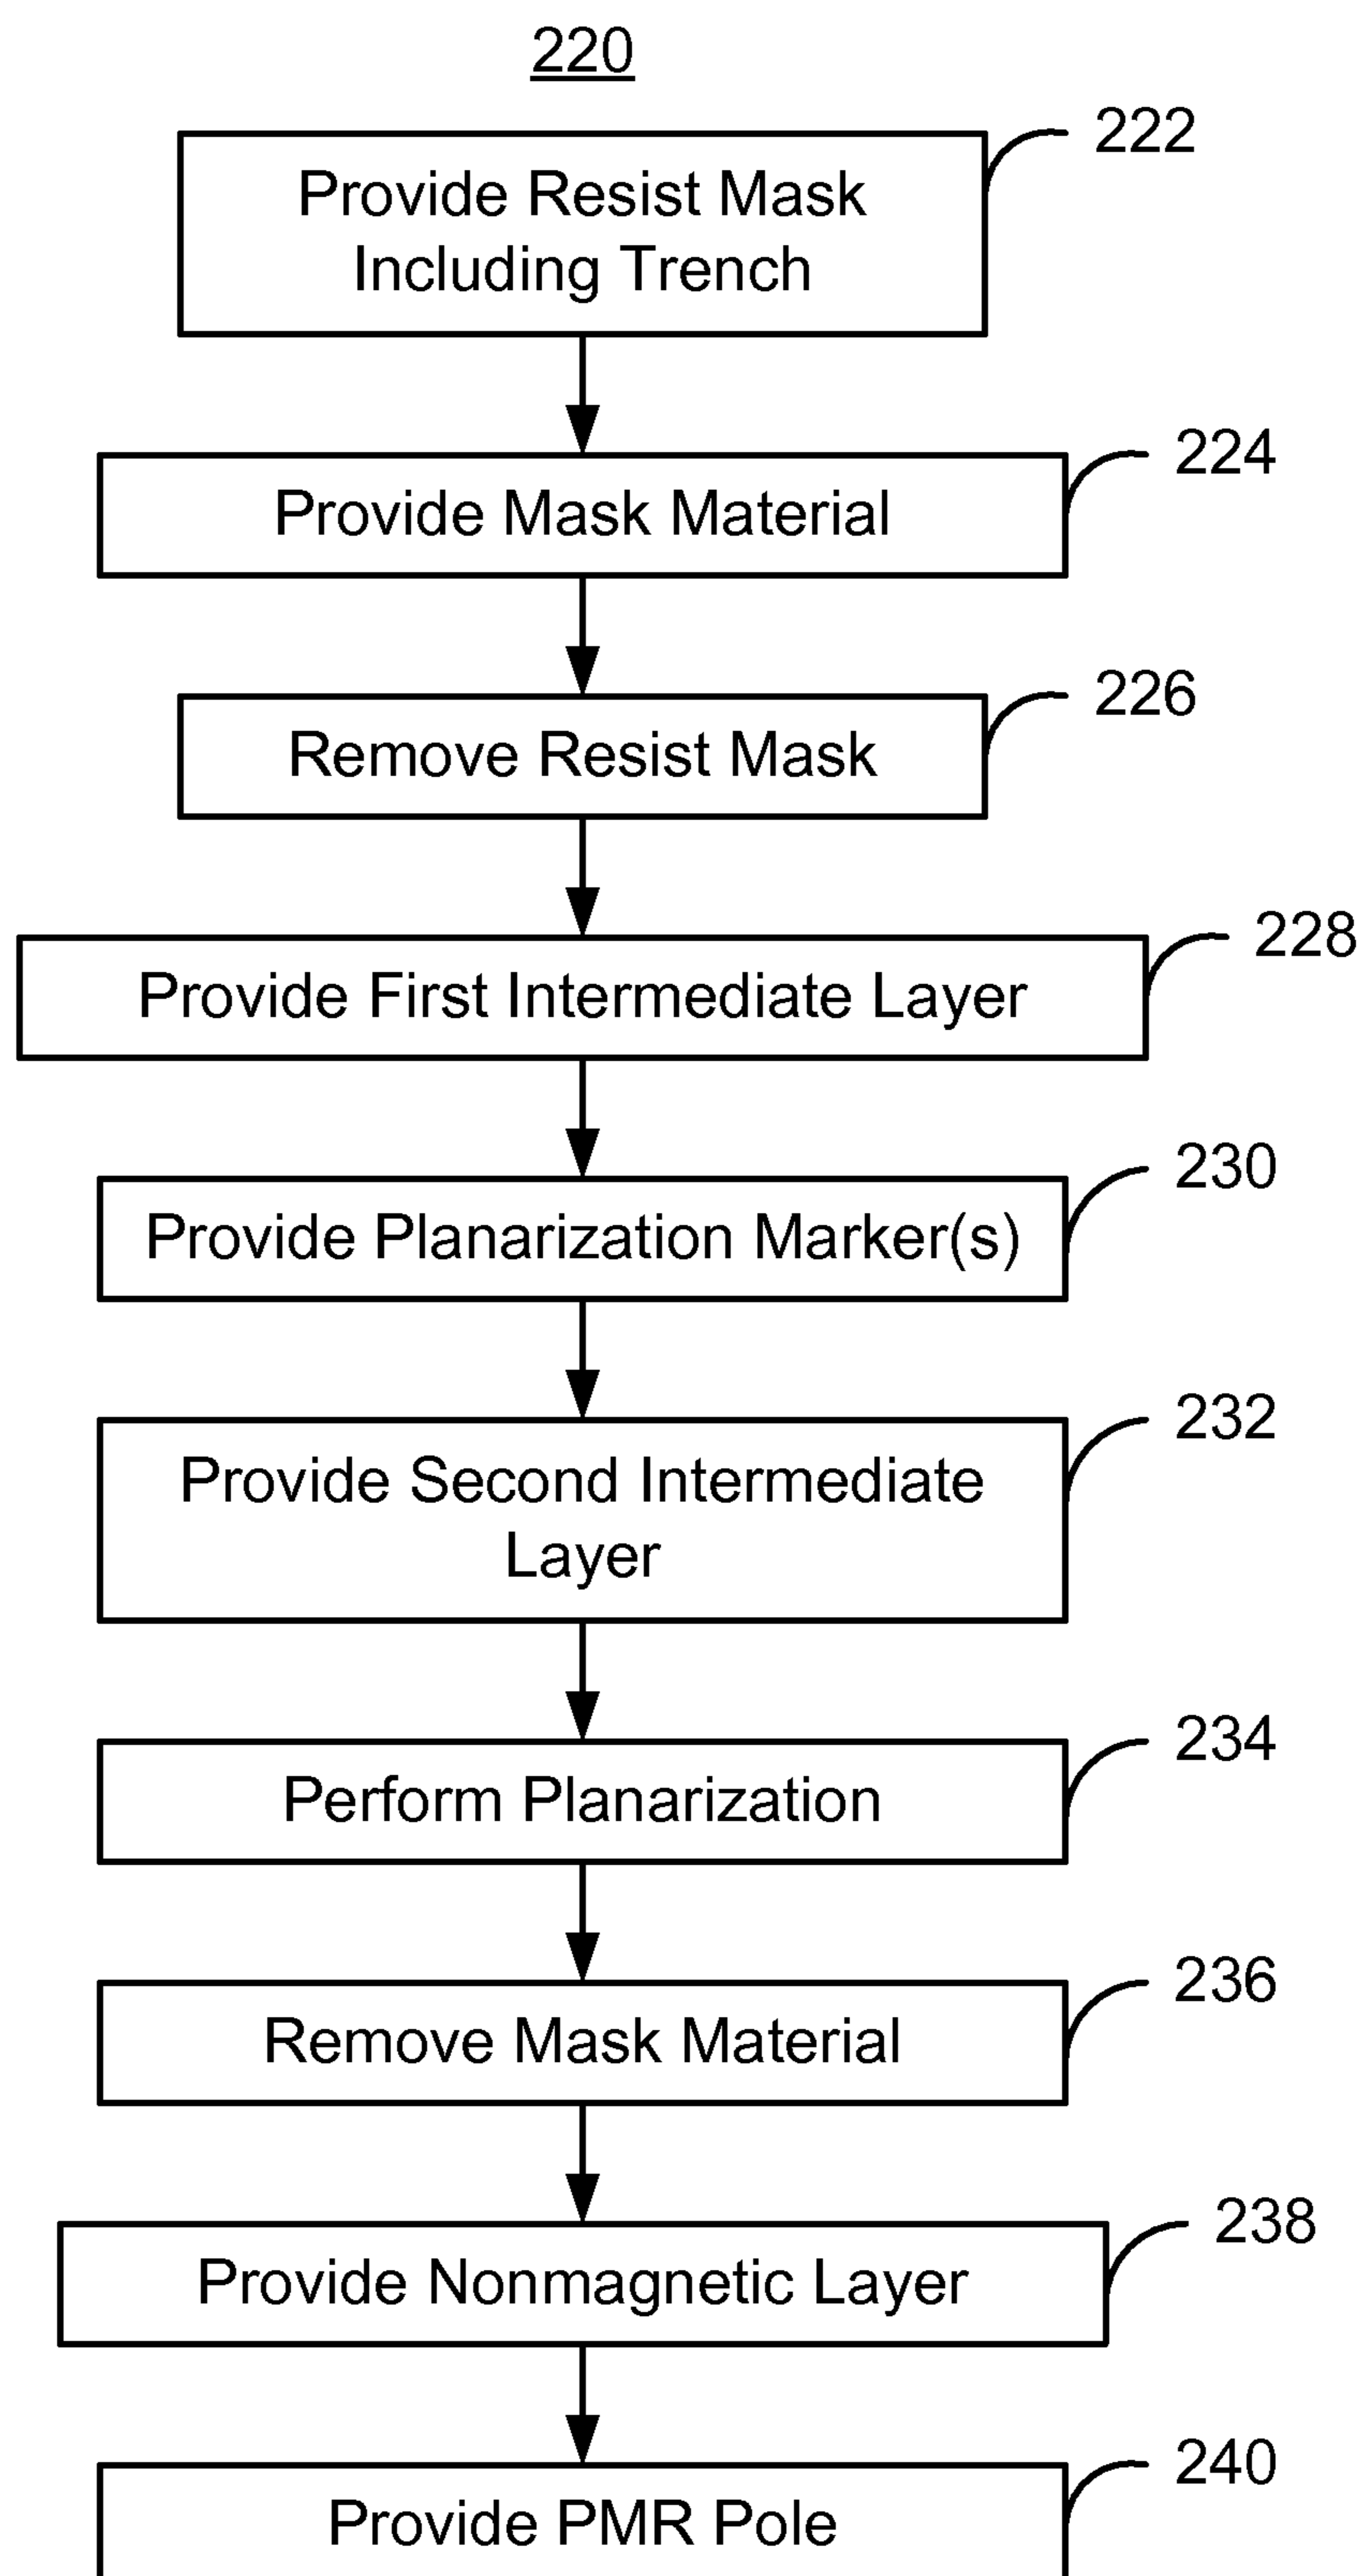 220
222
Provide Resist Mask
Including Trench
224
Provide Mask Material
226
Remove Resist Mask
228
Provide First Intermediate Layer
230
Provide Planarization Marker(s)
232
Provide Second Intermediate
Layer
234
Perform Planarization
236
Remove Mask Material
238
Provide Nonmagnetic Layer
240
Provide PMR Pole